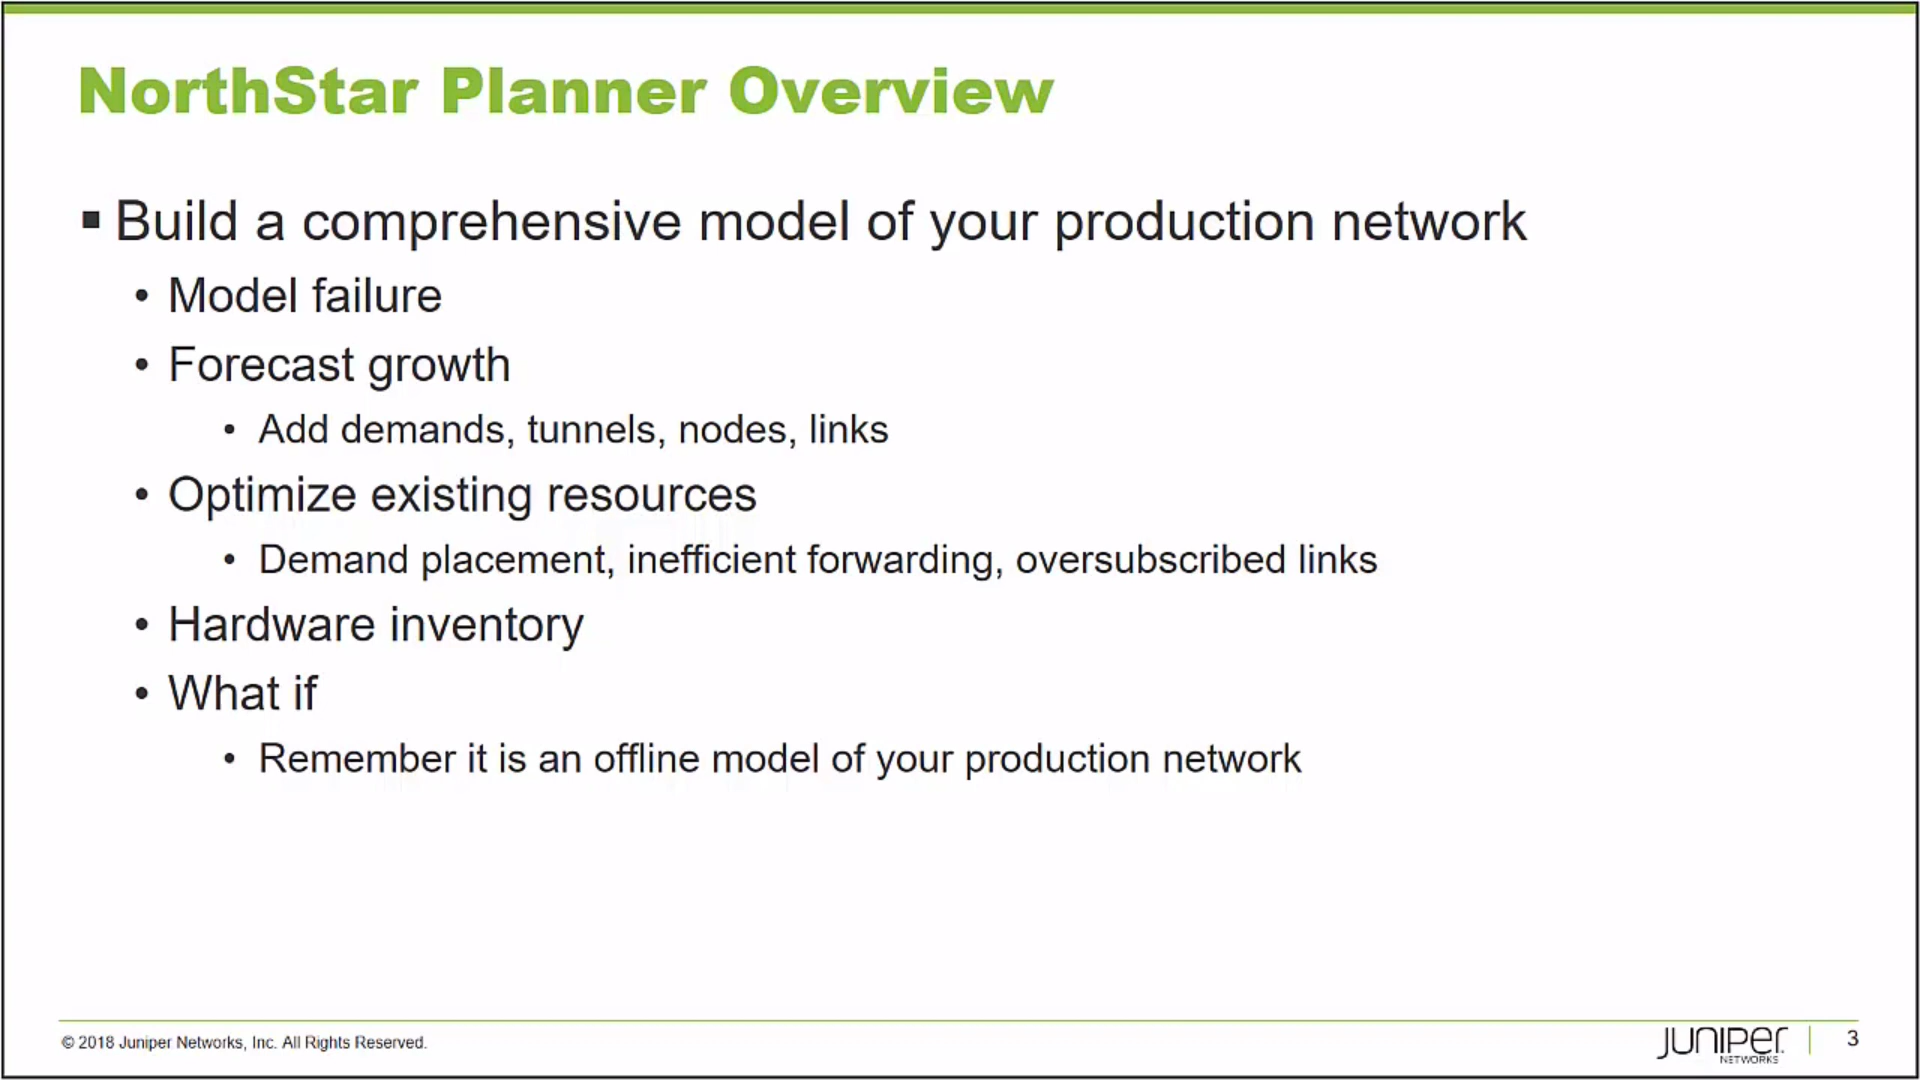 NorthStar Planner Overview
▪ Build a comprehensive model of your production network
• Model failure
• Forecast growth
• Add demands, tunnels, nodes, links
• Optimize existing resources
• Demand placement, inefficient forwarding, oversubscribed links
• Hardware inventory
• What if
• Remember it is an offline model of your production network
© 2018 Juniper Networks, Inc. All Rights Reserved.
JUNIPER
NETWORKS
3